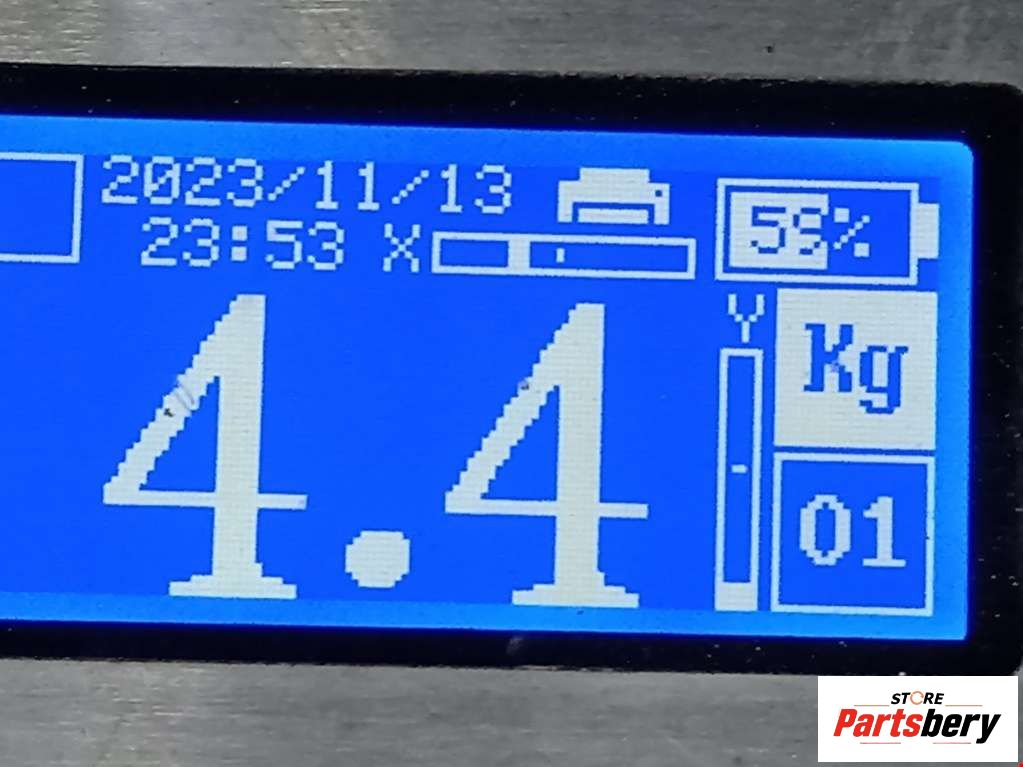 2023/11/13
23:53 X
59%
4.4
Y
Kg
01
STORE
Partsbery